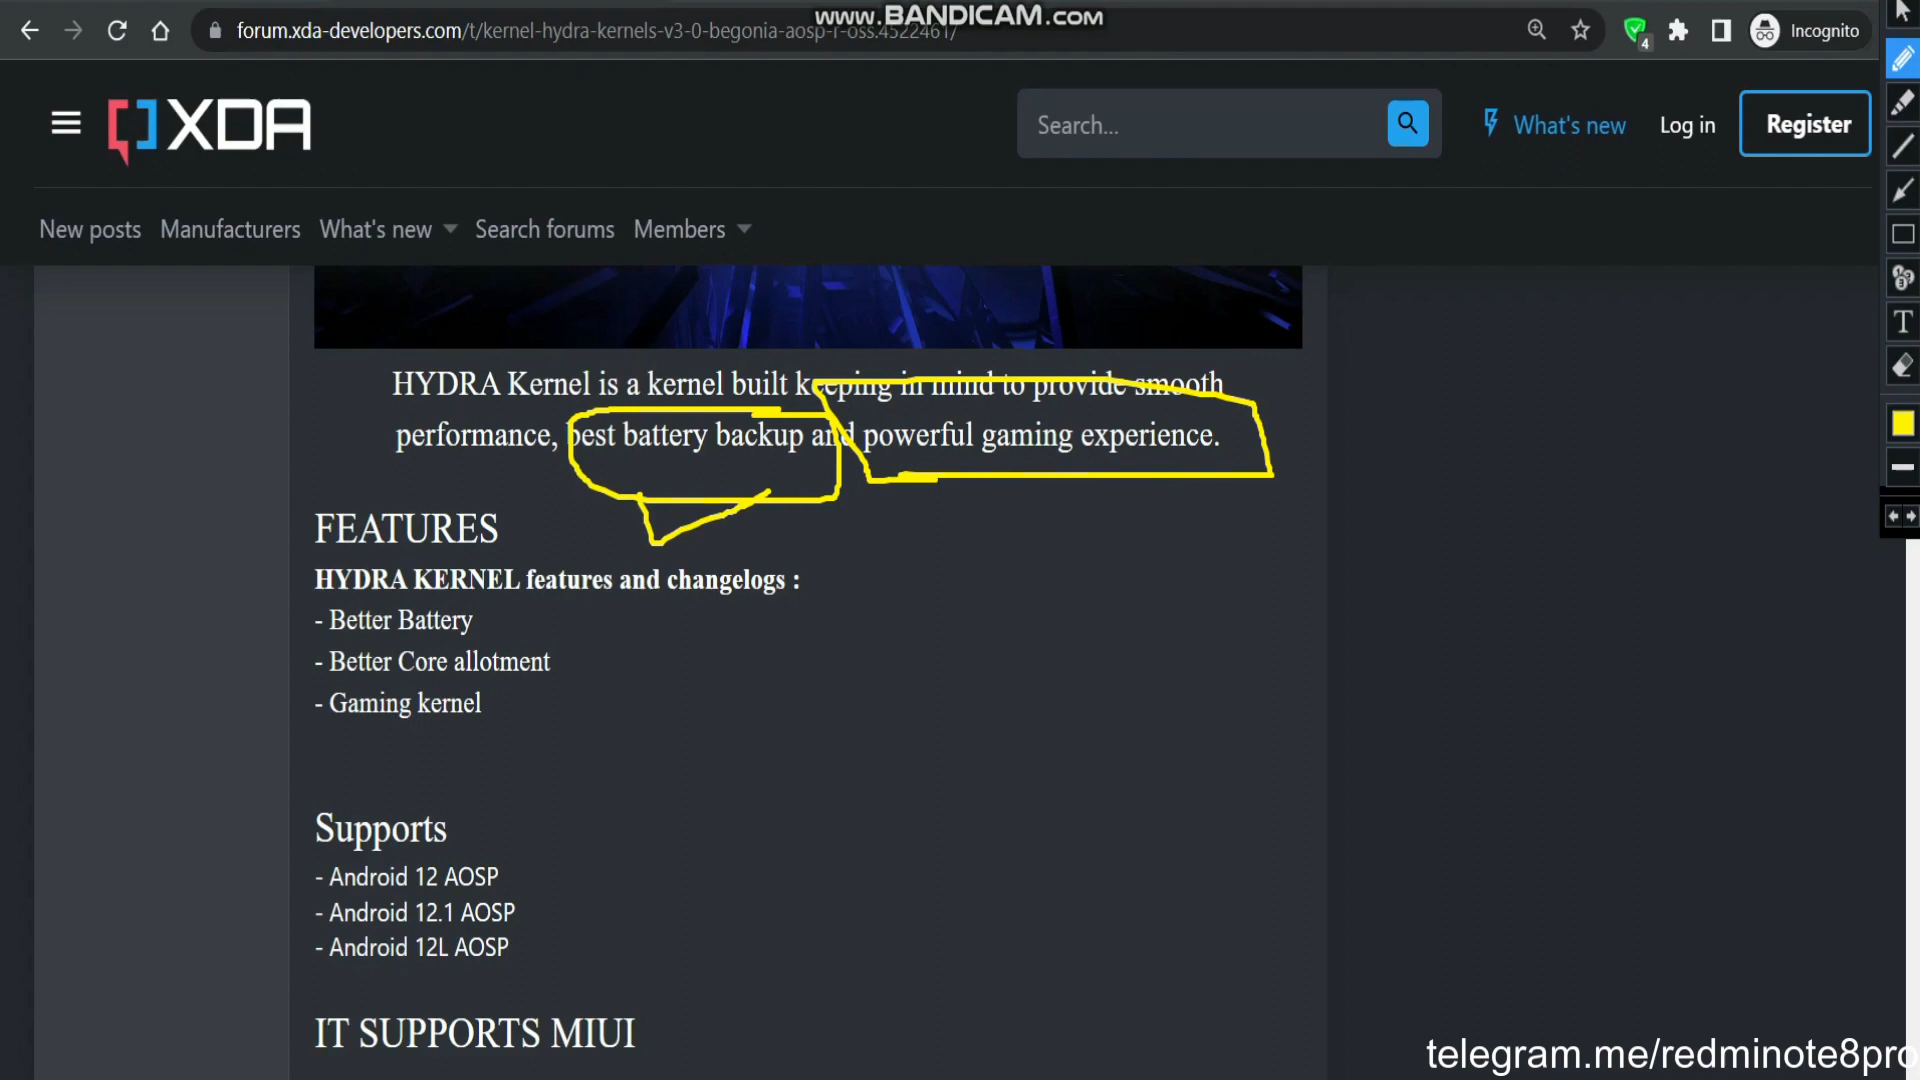 www.BANDICAM.com
forum.xda-developers.com/t/kernel-hydra-kernels-v3-0-begonia-aosp-r-oss.4522461/
4
Incognito
XDA
Search...
What's new
Log in
Register
New posts
Manufacturers
What's new
Search forums
Members
HYDRA Kernel is a kernel built keeping in mind to provide smooth
performance, best battery backup and powerful gaming experience.
FEATURES
HYDRA KERNEL features and changelogs :
- Better Battery
- Better Core allotment
- Gaming kernel
Supports
- Android 12 AOSP
- Android 12.1 AOSP
- Android 12L AOSP
IT SUPPORTS MIUI
telegram.me/redminote8pro
T